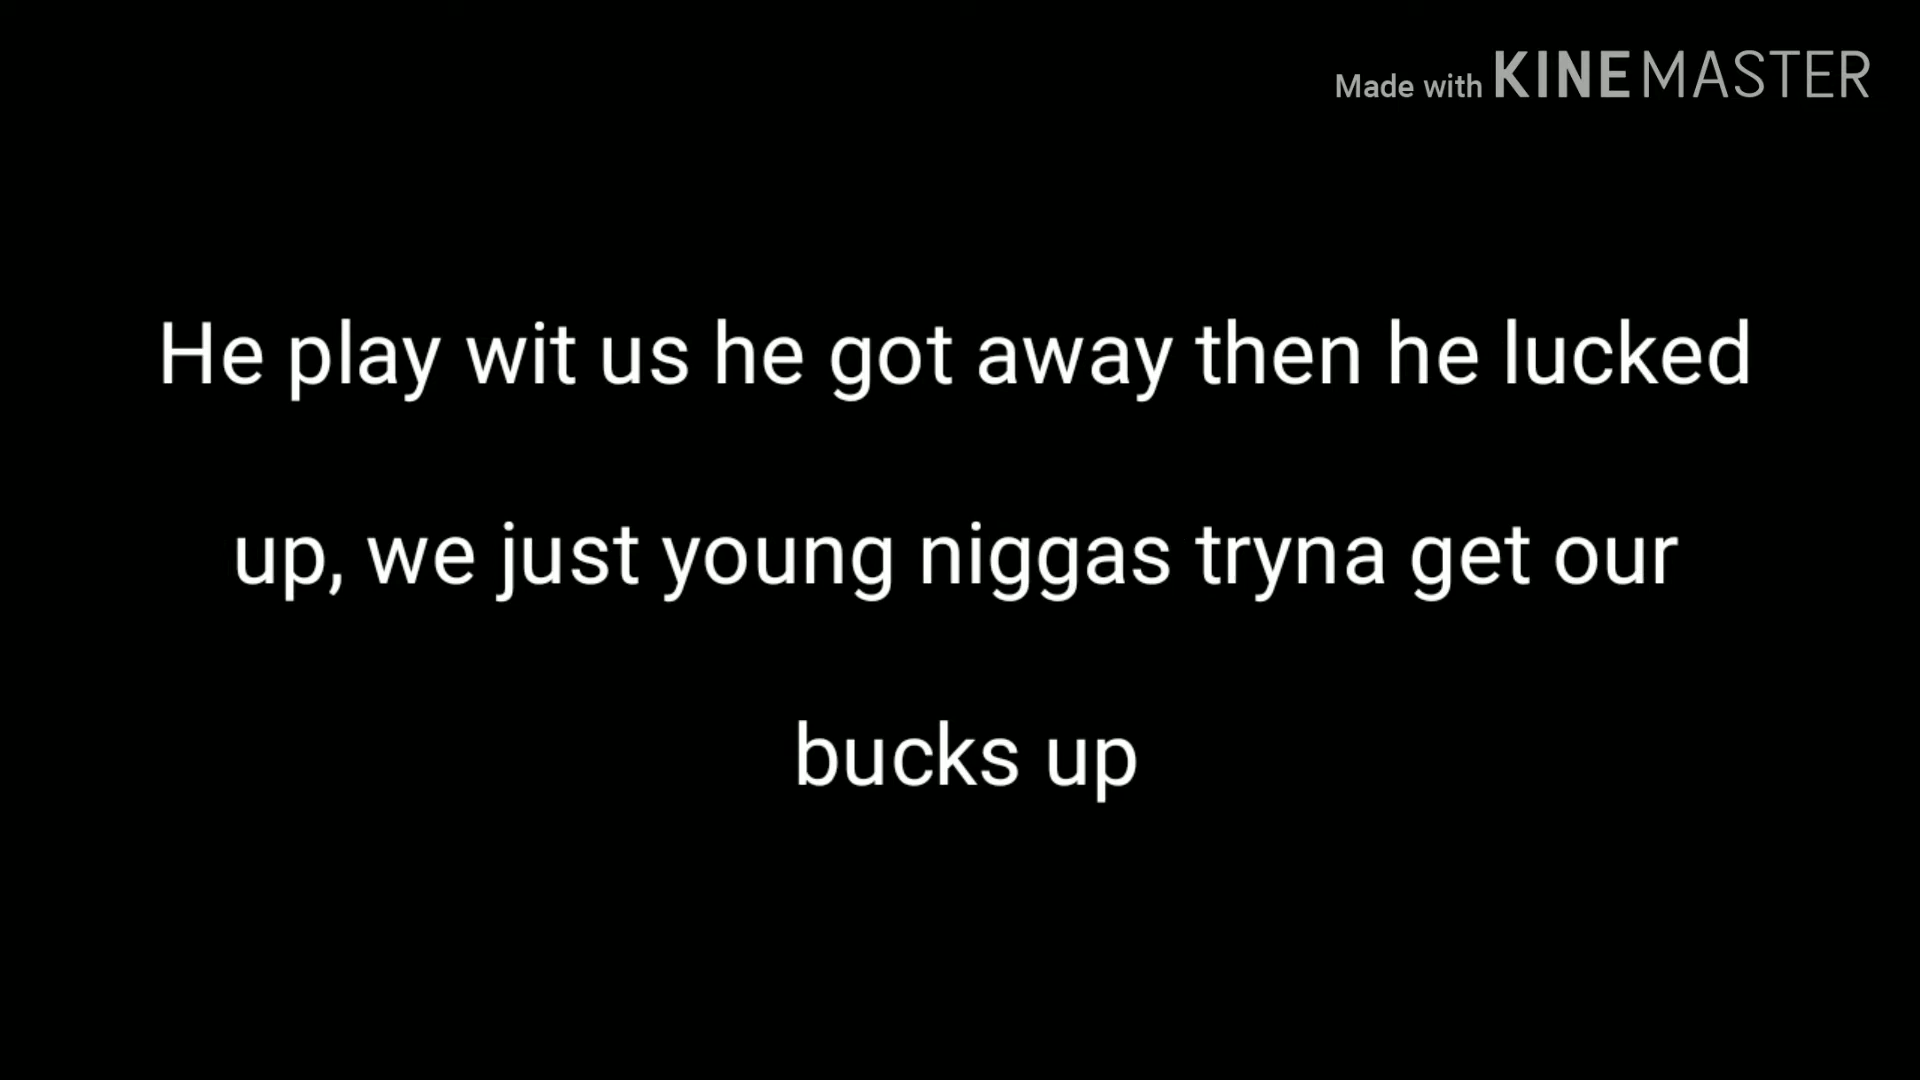 Made with KINEMASTER
He play wit us he got away then he lucked
up, we just young niggas tryna get our
bucks up